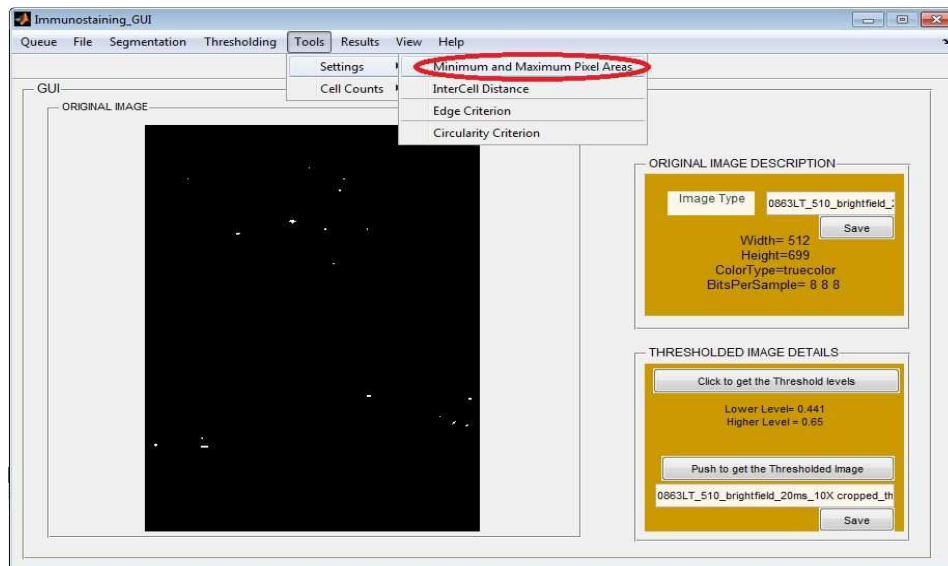 Immunostaining_GUI
Queue File Segmentation Thresholding Tools Results View Help
Settings
Cell Counts
Minimum and Maximum Pixel Areas
InterCell Distance
Edge Criterion
Circularity Criterion
GUI
ORIGINAL IMAGE
ORIGINAL IMAGE DESCRIPTION
Image Type
0863LT_510_brightfield_
Save
Width= 512
Height=699
ColorType=truecolor
BitsPerSample= 8 8 8
THRESHOLDED IMAGE DETAILS
Click to get the Threshold levels
Lower Level= 0.441
Higher Level = 0.65
Push to get the Thresholded Image
0863LT_510_brightfield_20ms_10X cropped_th
Save